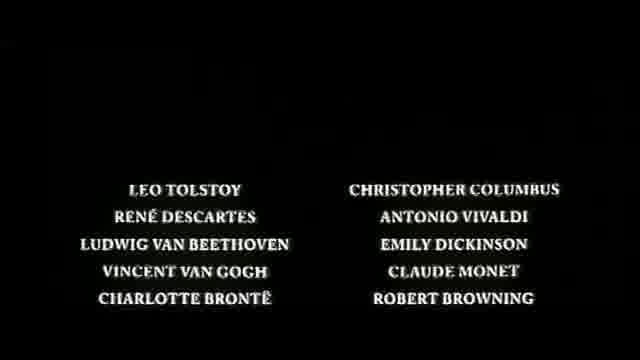 LEO TOLSTOY
RENÉ DESCARTES
LUDWIG VAN BEETHOVEN
VINCENT VAN GOGH
CHARLOTTE BRONTË
CHRISTOPHER COLUMBUS
ANTONIO VIVALDI
EMILY DICKINSON
CLAUDE MONET
ROBERT BROWNING